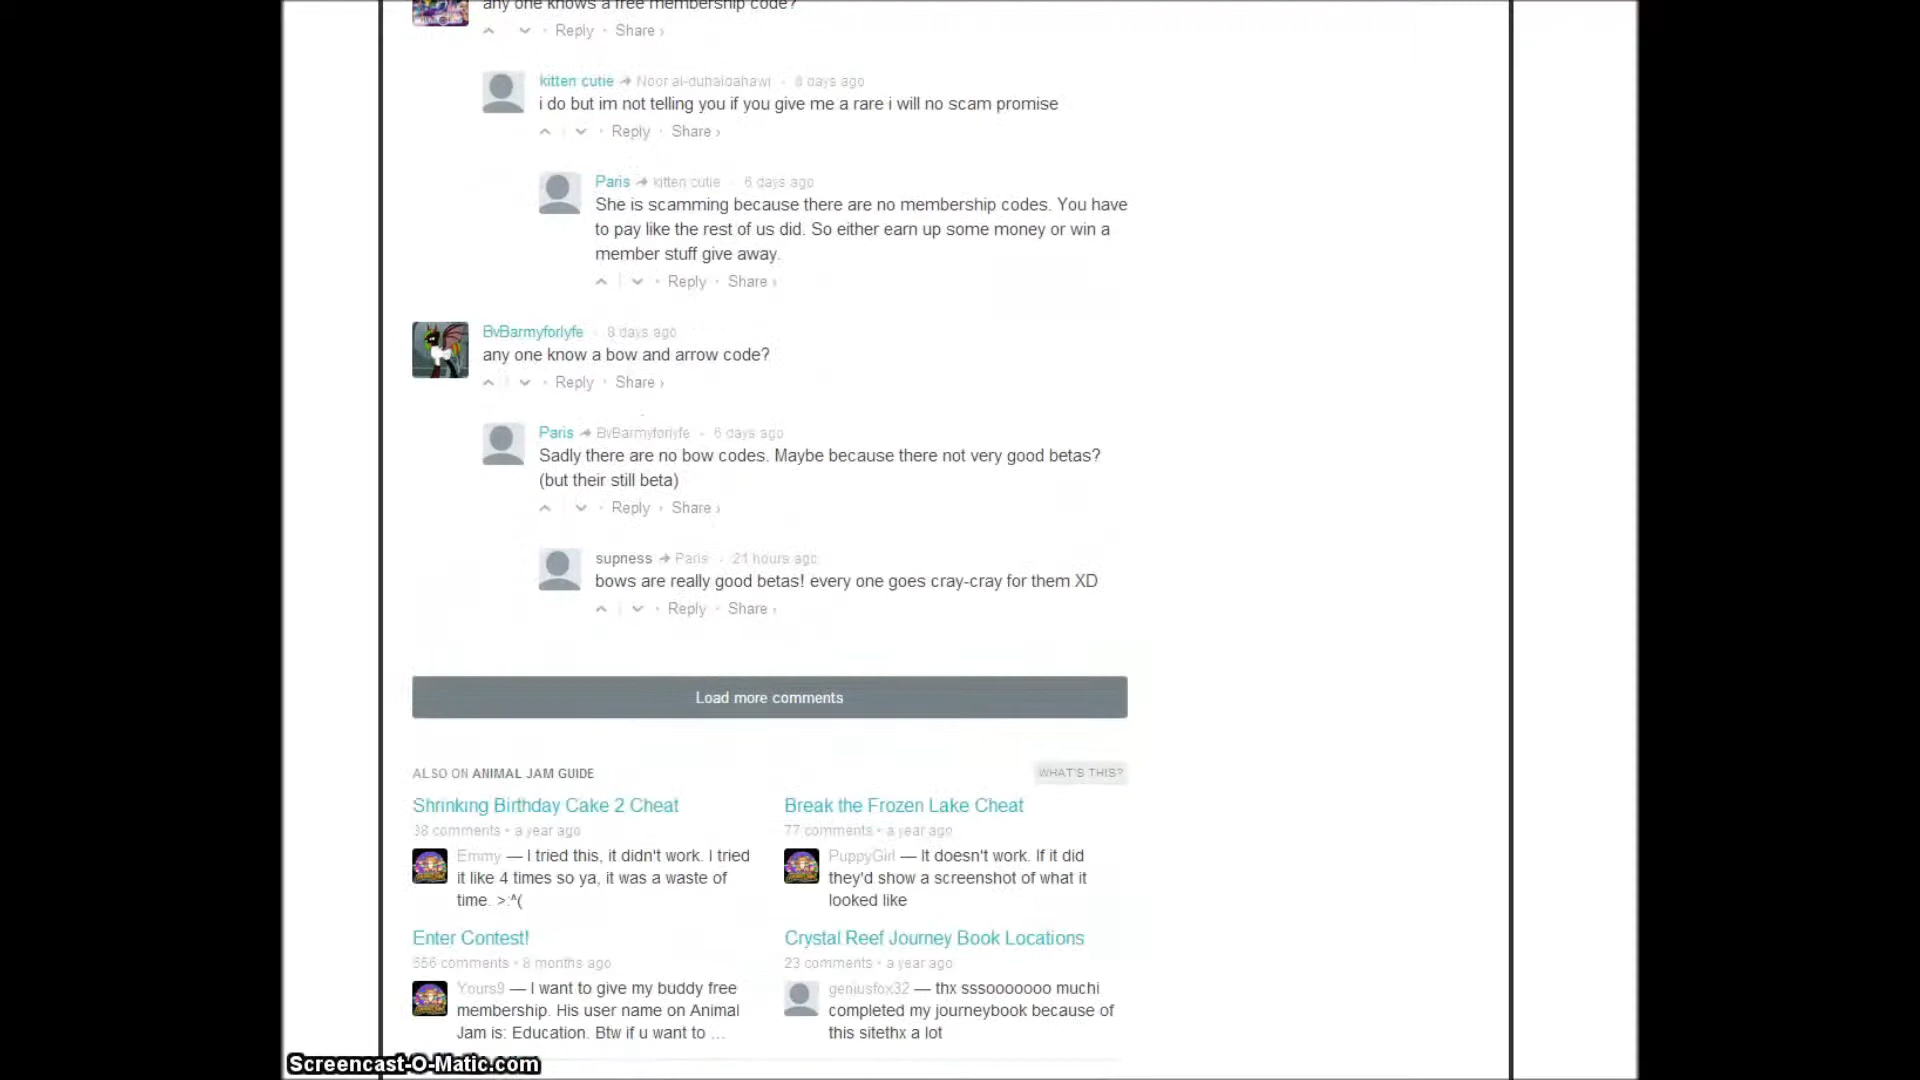 any one knows a free membership code?
Reply Share ›
kitten cutie Noor al-duhaidahawi · 8 days ago
i do but im not telling you if you give me a rare i will no scam promise
Reply · Share ›
Paris kitten cutie · 6 days ago
She is scamming because there are no membership codes. You have
to pay like the rest of us did. So either earn up some money or win a
member stuff give away.
Reply · Share ›
BvBarmyforlyfe · 8 days ago
any one know a bow and arrow code?
Reply · Share ›
Paris BvBarmyforlyfe · 6 days ago
Sadly there are no bow codes. Maybe because there not very good betas?
(but their still beta)
Reply · Share ›
supness Paris · 21 hours ago
bows are really good betas! every one goes cray-cray for them XD
Reply · Share ›
Load more comments
ALSO ON ANIMAL JAM GUIDE
WHAT'S THIS?
Shrinking Birthday Cake 2 Cheat
38 comments • a year ago
Emmy — I tried this, it didn't work. I tried
it like 4 times so ya, it was a waste of
time. >:^(
Break the Frozen Lake Cheat
77 comments • a year ago
PuppyGirl — It doesn't work. If it did
they'd show a screenshot of what it
looked like
Enter Contest!
556 comments • 8 months ago
Yours9 — I want to give my buddy free
membership. His user name on Animal
Jam is: Education. Btw if u want to ...
Crystal Reef Journey Book Locations
23 comments • a year ago
geniusfox32 — thx sssooooooo muchi
completed my journeybook because of
this sitethx a lot
Screencast-O-Matic.com